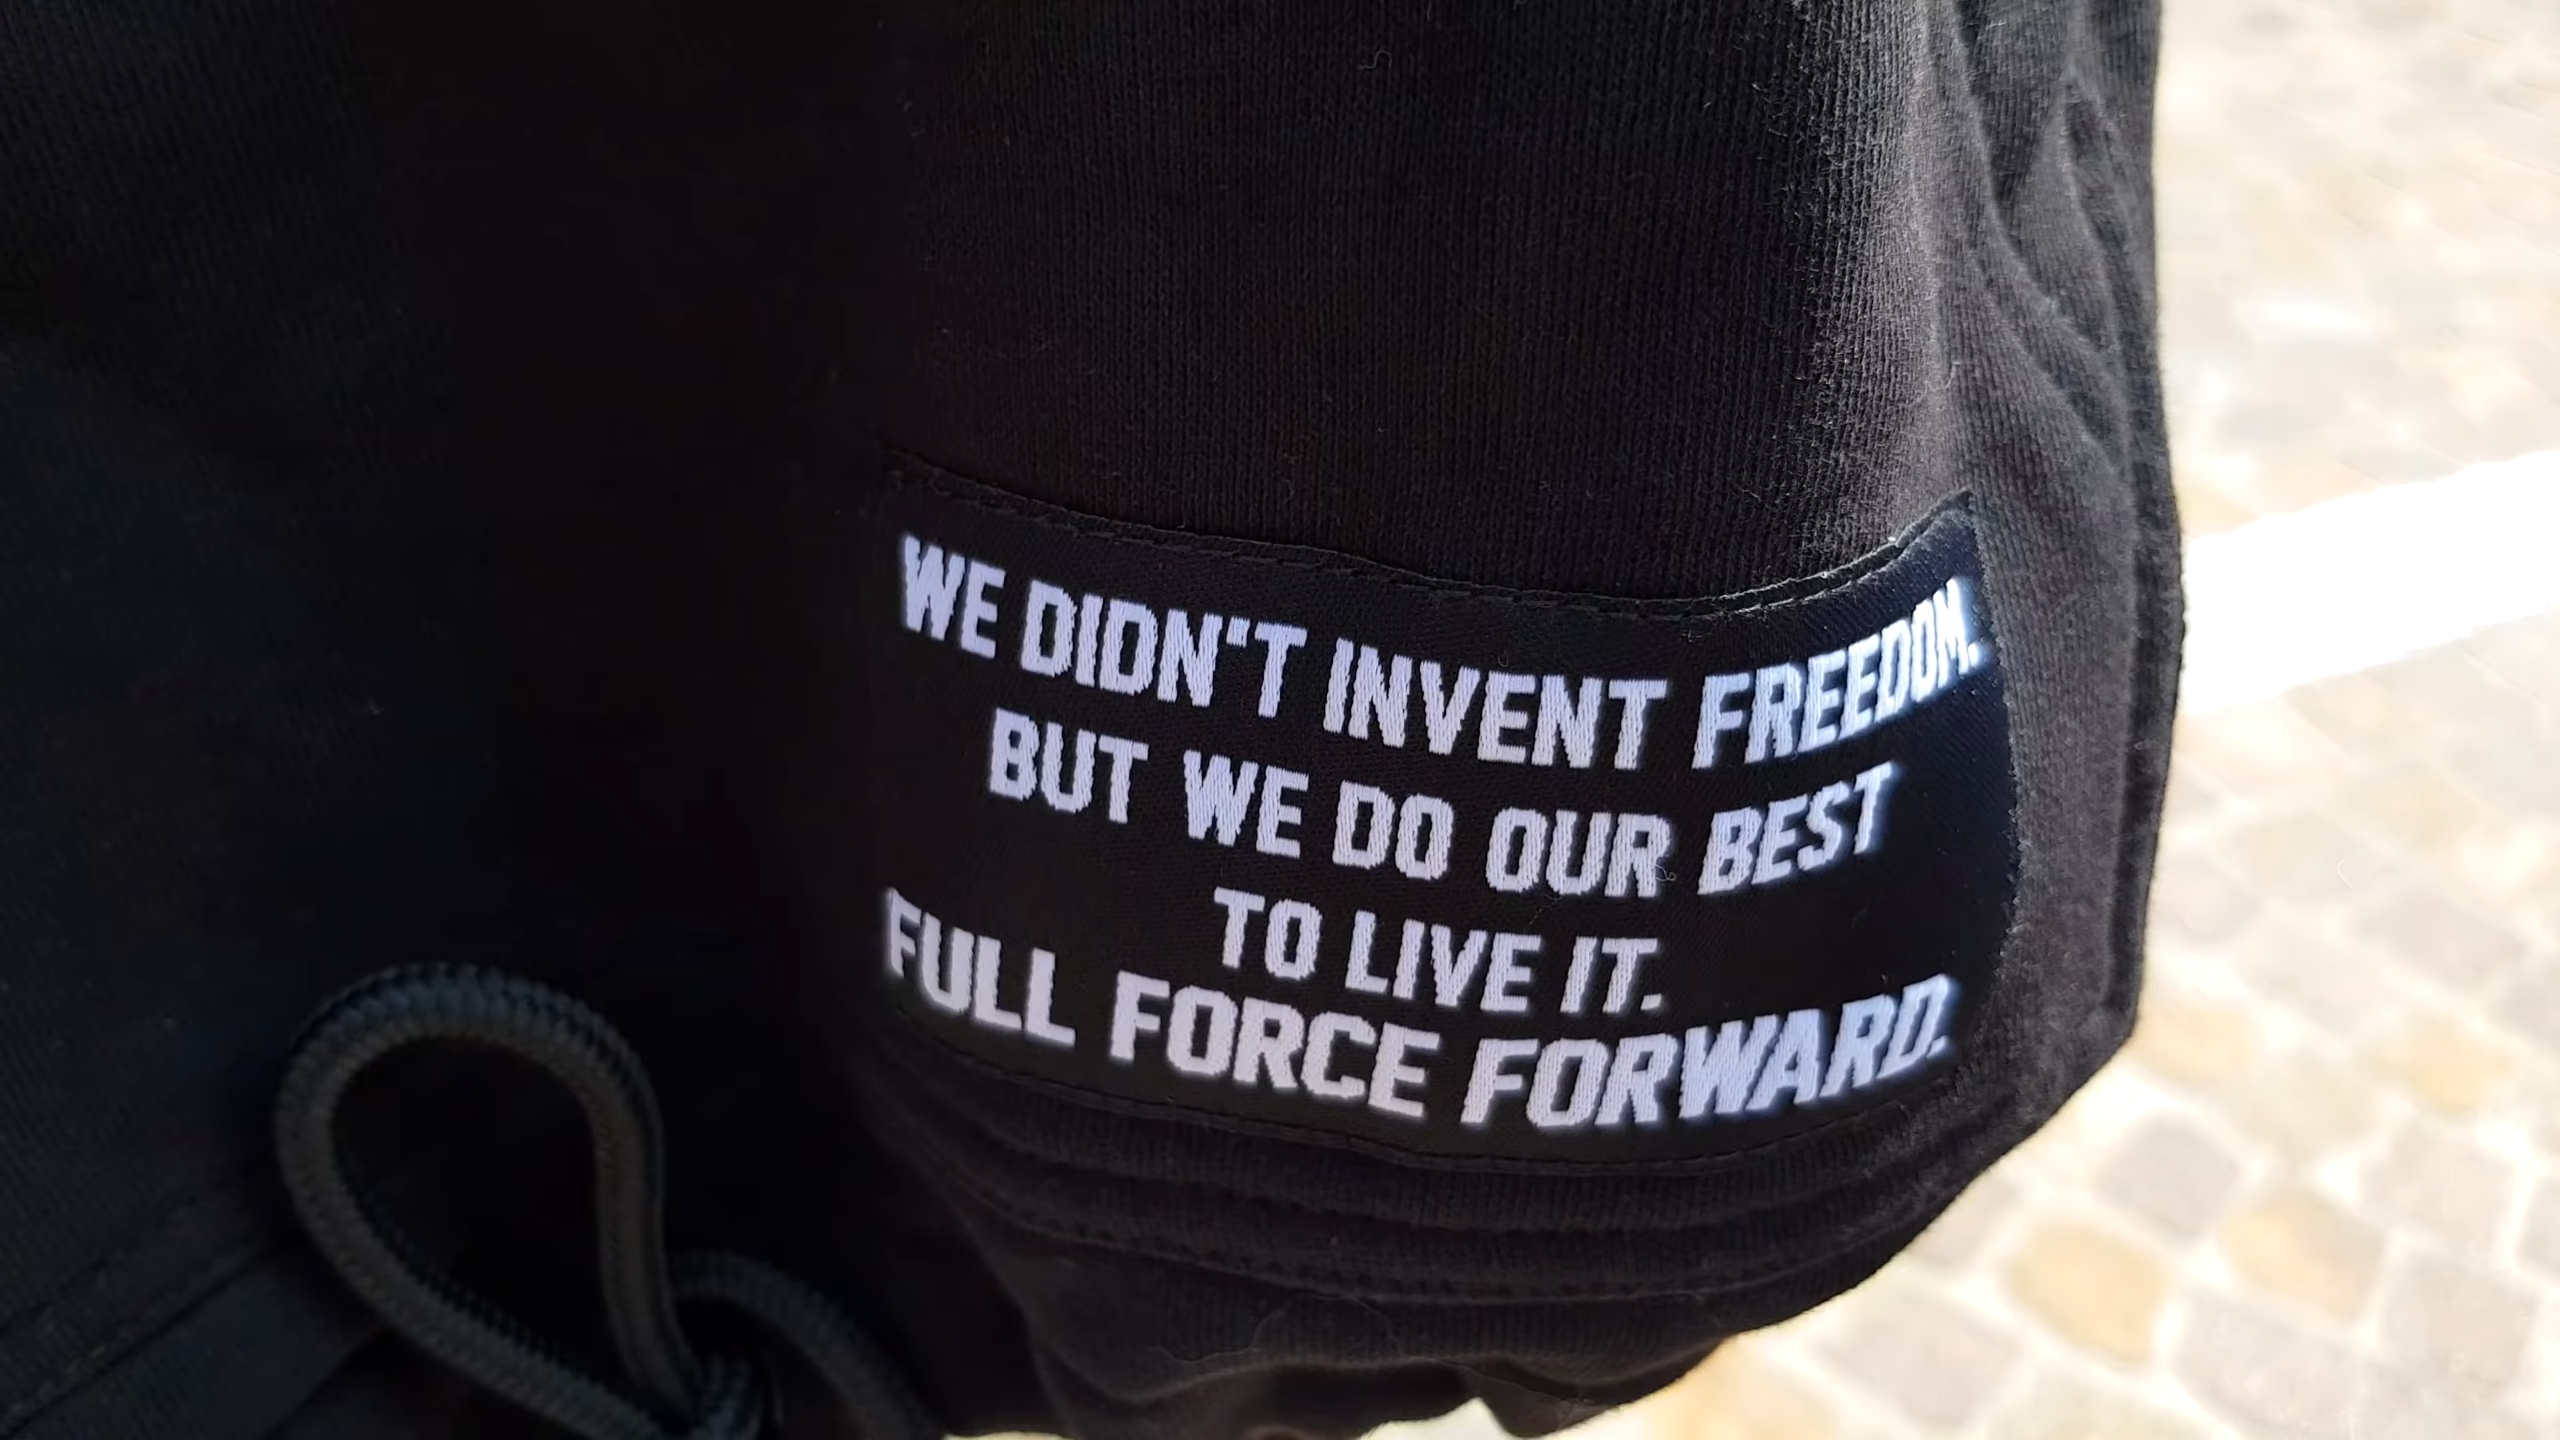 WE DIDN'T INVENT FREEDOM.
BUT WE DO OUR BEST
TO LIVE IT.
FULL FORCE FORWARD.